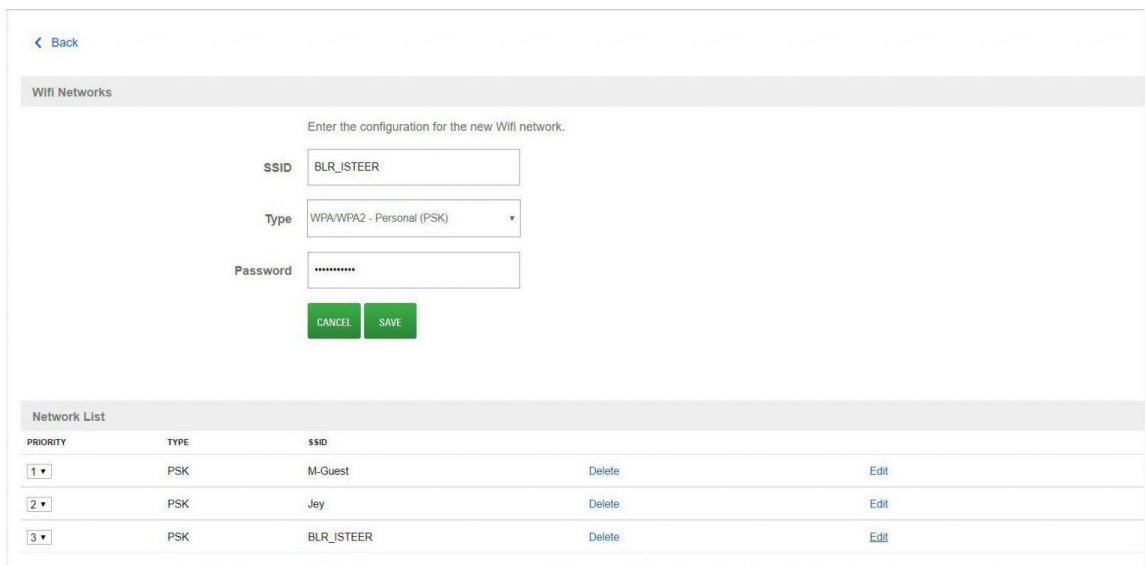 Back
Wifi Networks
Enter the configuration for the new Wifi network.
SSID BLR_ISTEER
Type WPA/WPA2 - Personal (PSK)
Password •••••••••••
CANCEL SAVE
Network List
PRIORITY TYPE SSID
1 PSK M-Guest Delete Edit
2 PSK Jey Delete Edit
3 PSK BLR_ISTEER Delete Edit